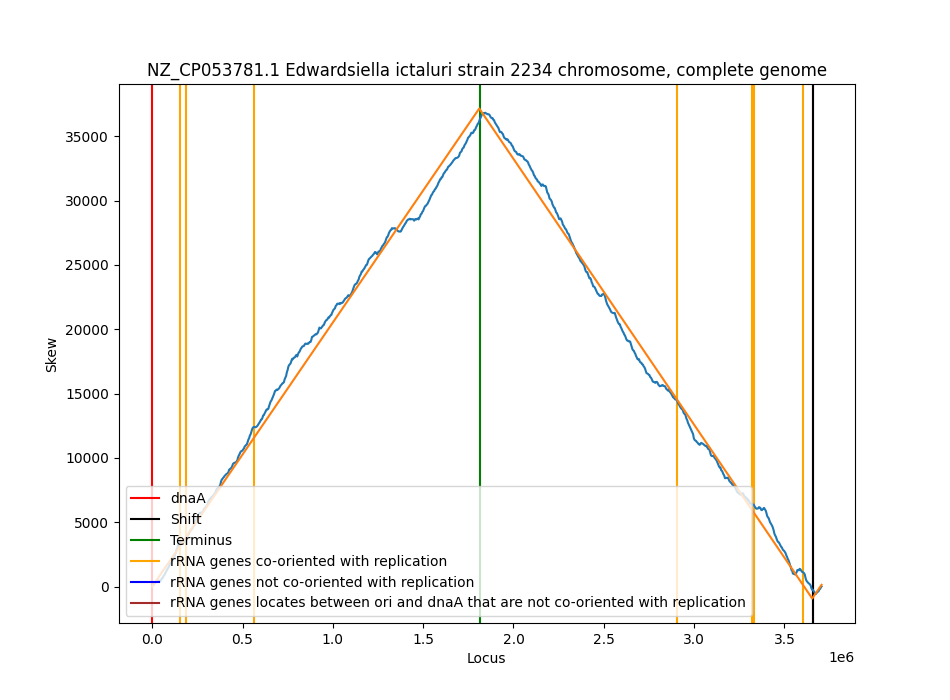 NZ_CP053781.1 Edwardsiella ictaluri strain 2234 chromosome, complete genome
35000
30000
25000
20000
15000
10000
5000
0
Skew
dnaA
Shift
Terminus
rRNA genes co-oriented with replication
rRNA genes not co-oriented with replication
rRNA genes locates between ori and dnaA that are not co-oriented with replication
0.0 0.5 1.0 1.5 2.0 2.5 3.0 3.5
Locus
1e6